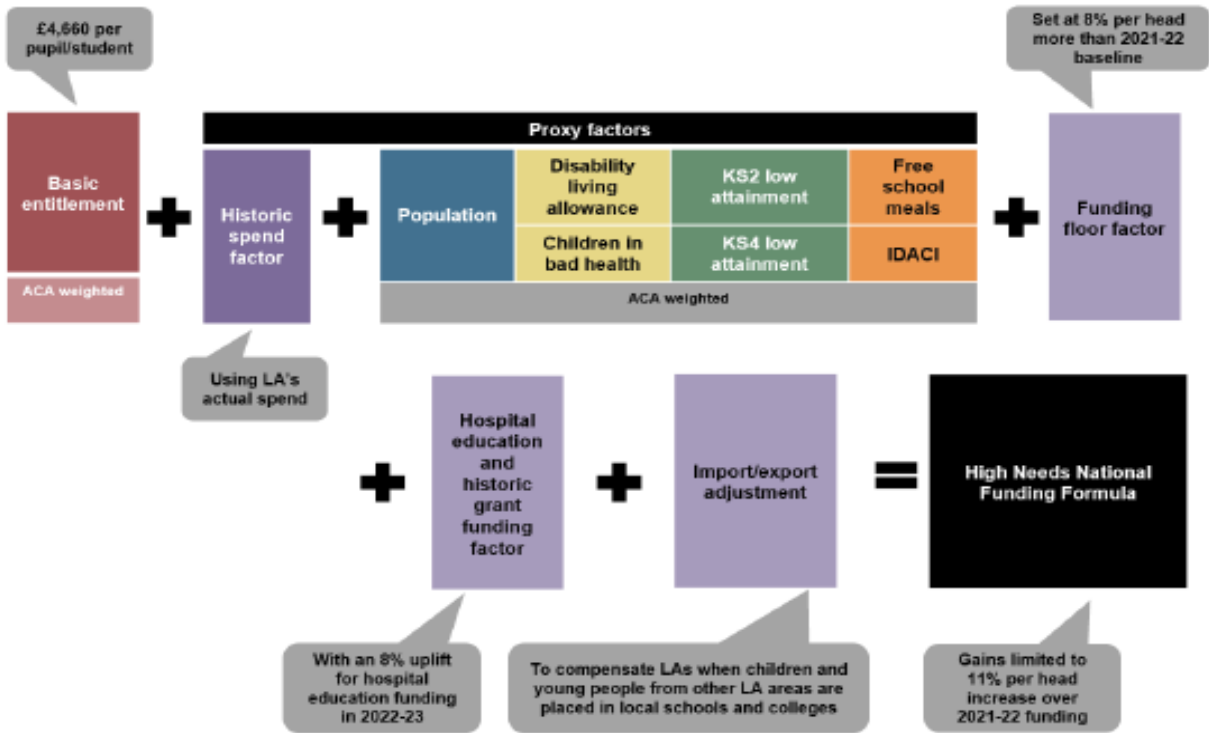 £4,660 per
pupil/student
Set at 8% per head
more than 2021-22
baseline
Basic
entitlement
ACA weighted
Proxy factors
Historic
spend
factor
Population
Disability
living
allowance
Children in
bad health
KS2 low
attainment
KS4 low
attainment
Free
school
meals
IDACI
ACA weighted
Funding
floor factor
Using LA's
actual spend
Hospital
education
and
historic
grant
funding
factor
Import/export
adjustment
High Needs National
Funding Formula
With an 8% uplift
for hospital
education funding
in 2022-23
To compensate LAs when children and
young people from other LA areas are
placed in local schools and colleges
Gains limited to
11% per head
increase over
2021-22 funding